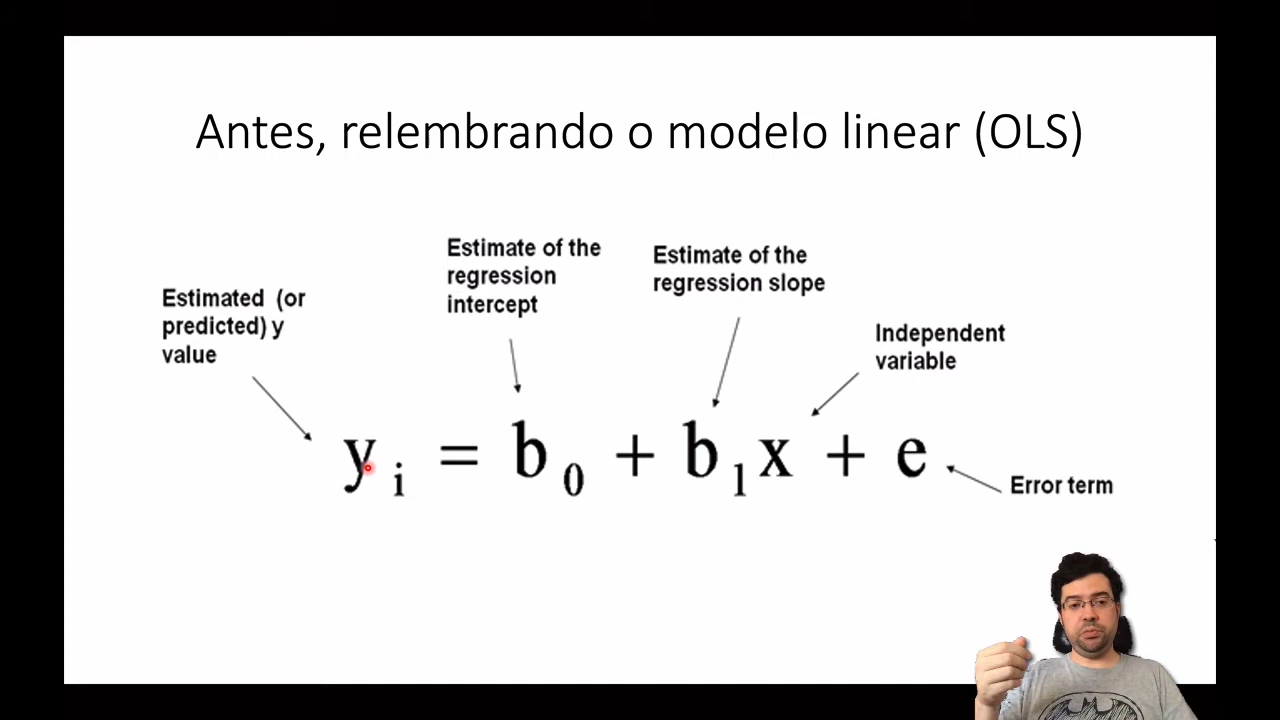 Antes, relembrando o modelo linear (OLS)
Estimated (or
predicted) y
value
Estimate of the
regression
intercept
Estimate of the
regression slope
Independent
variable
y i = b 0 + b 1 x + e
Error term